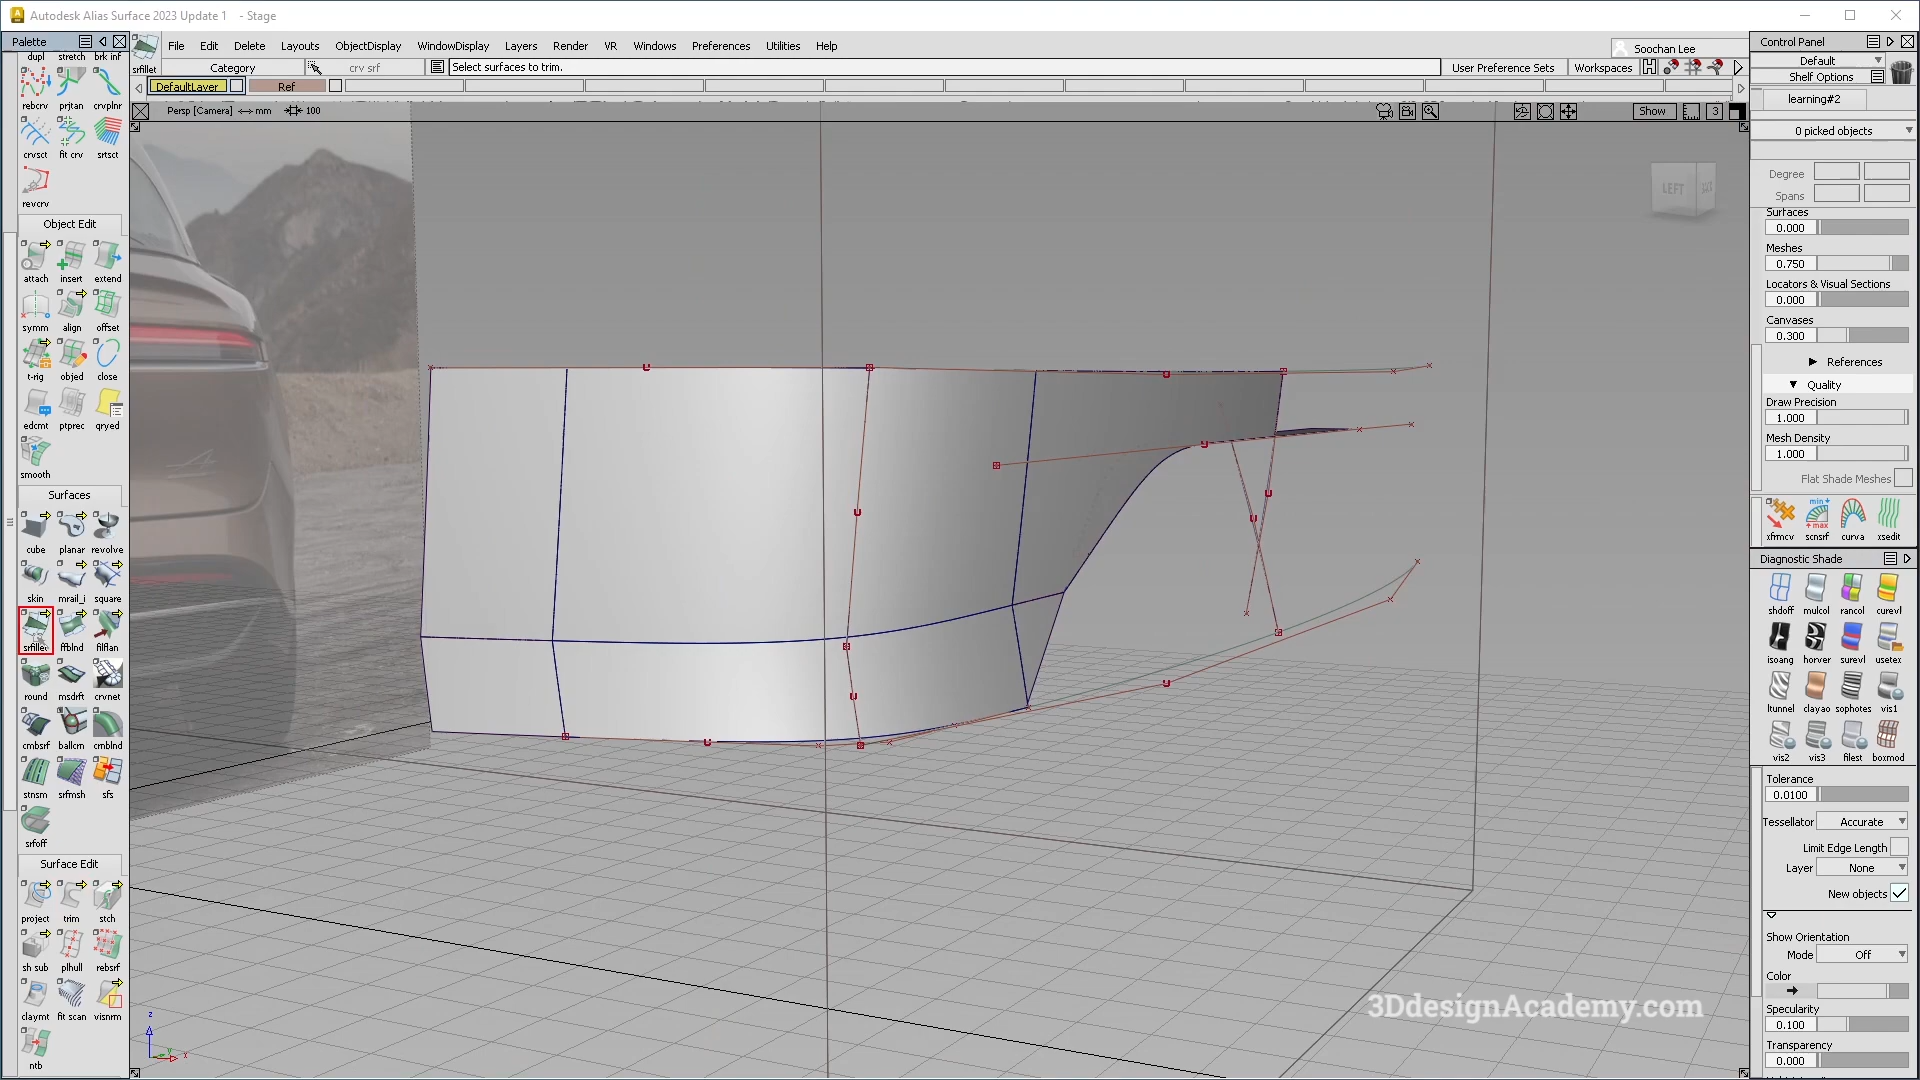 Autodesk Alias Surface 2023 Update 1 - Stage
Palette
File Edit Delete Layouts ObjectDisplay WindowDisplay Layers Render VR Windows Preferences Utilities Help
Soochan Lee
srfillet
Category
crv srf
Select surfaces to trim.
User Preference Sets
Workspaces
DefaultLayer
Ref
Persp [Camera] mm 100
Show
3
LEFT
dupl stretch brk inf
rebcrv prjtan crvplnr
crvsct fit crv srtsct
revcrv
Object Edit
attach insert extend
symm align offset
t-rig objed close
edcmt ptprec qryed
smooth
Surfaces
cube planar revolve
skin mrail_i square
srfillet ffblnd filflan
round msdrft crvnet
cmbsrf ballcrn cmblnd
stnsm srfmsh sfs
srfoff
Surface Edit
project trim stch
sh sub plhull rebsrf
claymt fit scan visnrm
ntb
z
y
x
3DdesignAcademy.com
Control Panel
Default
Shelf Options
learning#2
0 picked objects
Degree
Spans
Surfaces
0.000
Meshes
0.750
Locators & Visual Sections
0.000
Canvases
0.300
References
Quality
Draw Precision
1.000
Mesh Density
1.000
Flat Shade Meshes
min
max
xfrmcv scnsrf curva xsedit
Diagnostic Shade
shdoff mulcol rancol curevl
isoang horver surevl usetex
ltunnel clayao sophotes vis1
vis2 vis3 filest boxmod
Tolerance
0.0100
Tessellator Accurate
Limit Edge Length
Layer None
New objects
Show Orientation
Mode Off
Color
Specularity
0.100
Transparency
0.000